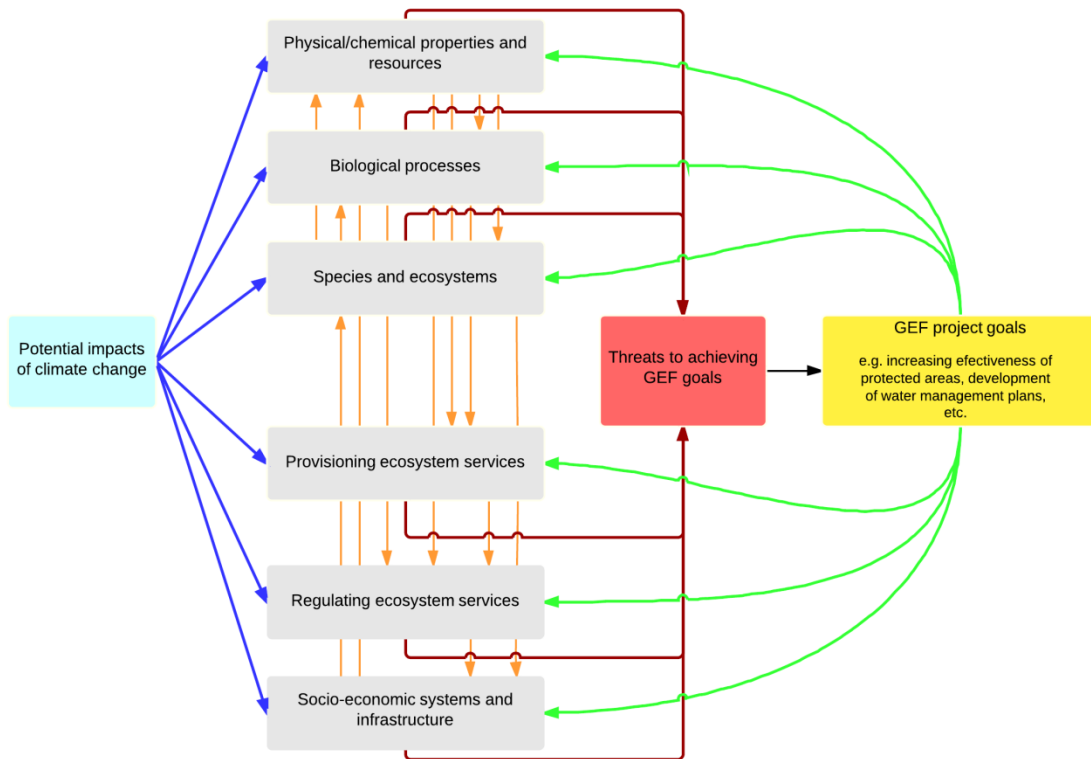 Physical/chemical properties and
resources
Biological processes
Species and ecosystems
Potential impacts
of climate change
Threats to achieving
GEF goals
GEF project goals
e.g. increasing efectiveness of
protected areas, development
of water management plans,
etc.
Provisioning ecosystem services
Regulating ecosystem services
Socio-economic systems and
infrastructure